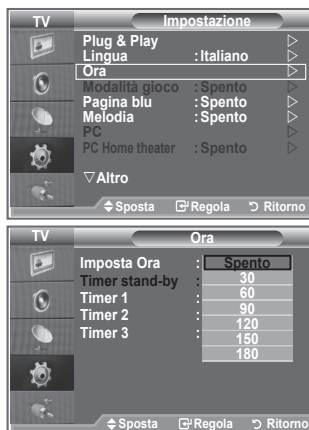 TV Impostazione
Plug & Play
Lingua : Italiano
Ora
Modalità gioco : Spento
Pagina blu : Spento
Melodia : Spento
PC
PC Home theater : Spento
▽Altro
Sposta Regola Ritorno
TV Ora
Imposta Ora : Spento
Timer stand-by : 30
Timer 1 : 60
Timer 2 : 90
Timer 3 : 120
150
180
Sposta Regola Ritorno